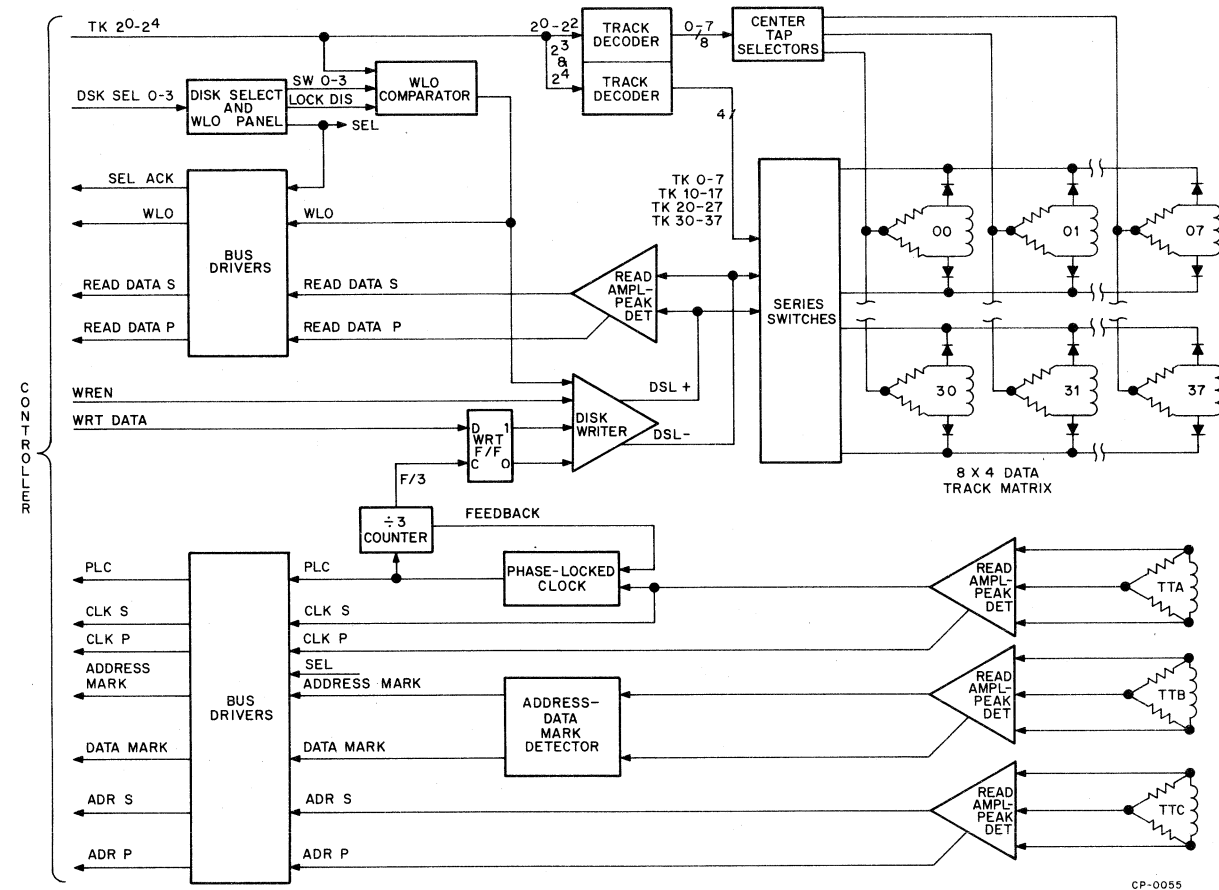 TK 2⁰-2⁴
2⁰-2²
2³
&
2⁴
TRACK
DECODER
TRACK
DECODER
0-7
8
CENTER
TAP
SELECTORS
DSK SEL 0-3
DISK SELECT
AND
WLO PANEL
SW 0-3
LOCK DIS
SEL
WLO
COMPARATOR
4
TK 0-7
TK 10-17
TK 20-27
TK 30-37
SEL ACK
WLO
READ DATA S
READ DATA P
BUS
DRIVERS
WLO
READ DATA S
READ DATA P
READ
AMPL-
PEAK
DET
SERIES
SWITCHES
00
01
07
30
31
37
8 X 4 DATA
TRACK MATRIX
CONTROLLER
WREN
WRT DATA
D 1
WRT
F/F
C 0
DISK
WRITER
DSL +
DSL-
F/3
÷3
COUNTER
FEEDBACK
PHASE-LOCKED
CLOCK
PLC
CLK S
CLK P
ADDRESS
MARK
DATA MARK
ADR S
ADR P
BUS
DRIVERS
PLC
CLK S
CLK P
SEL
ADDRESS MARK
DATA MARK
ADR S
ADR P
ADDRESS-
DATA
MARK
DETECTOR
READ
AMPL-
PEAK
DET
TTA
READ
AMPL-
PEAK
DET
TTB
READ
AMPL-
PEAK
DET
TTC
CP-0055